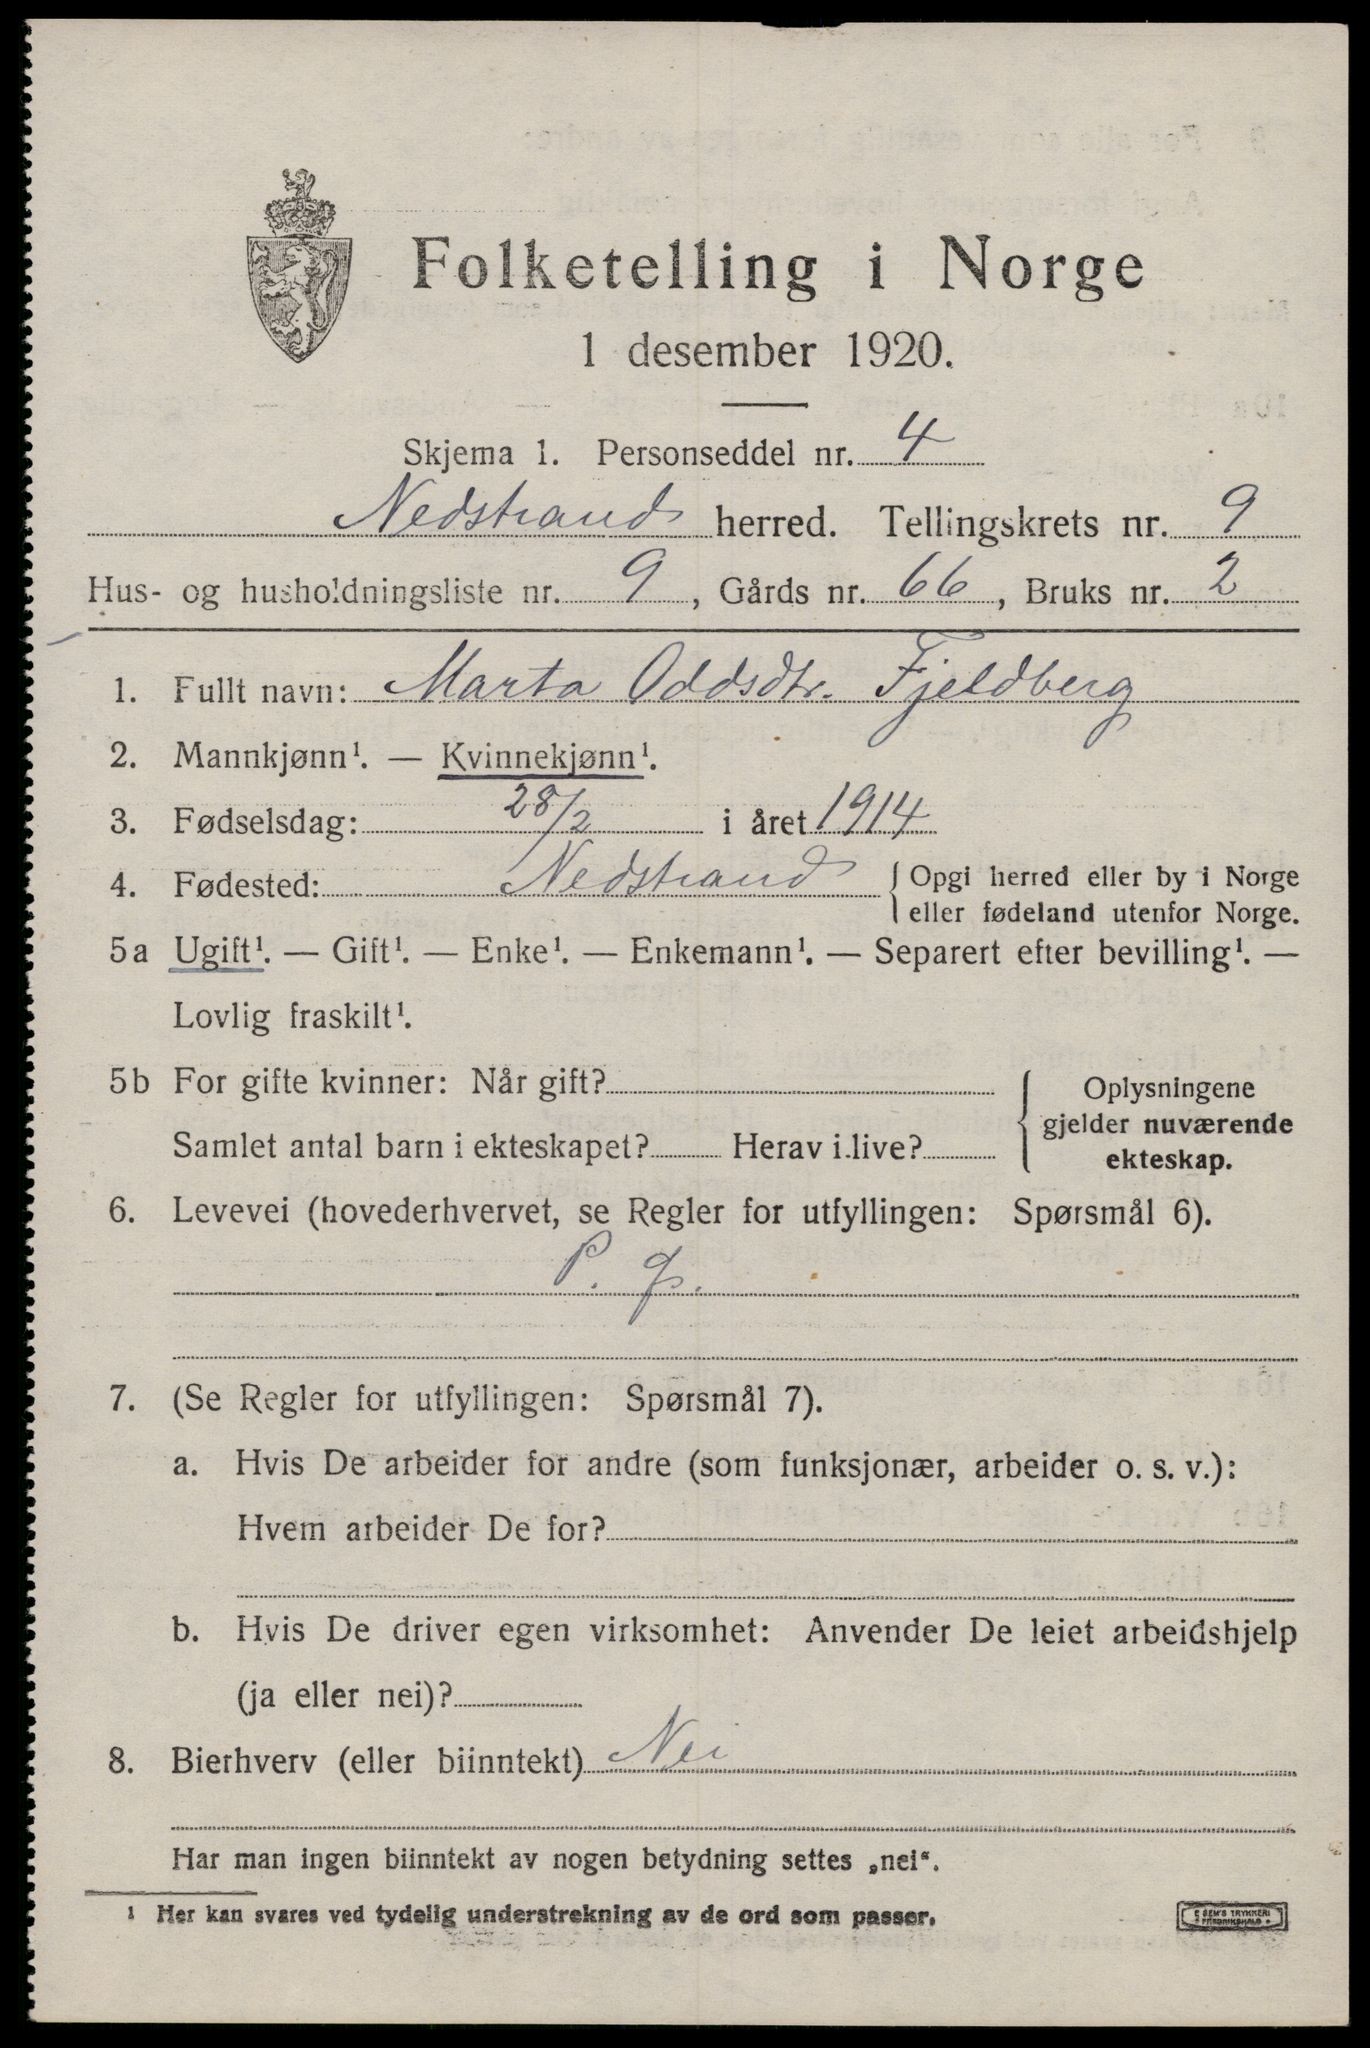 Folketelling i Norge
1 desember 1920.
Skjema 1. Personseddel nr. 4
Nedstrand herred. Tellingskrets nr. 9
Hus- og husholdningsliste nr. 9, Gårds nr. 66, Bruks nr. 2
1. Fullt navn: Marta Oddsdtr. Fjeldberg
2. Mannkjønn¹. — Kvinnekjønn¹.
3. Fødselsdag: 28/2 i året 1914
4. Fødested: Nedstrand { Opgi herred eller by i Norge
eller fødeland utenfor Norge.
5a Ugift¹. — Gift¹. — Enke¹. — Enkemann¹. — Separert efter bevilling¹. —
Lovlig fraskilt¹.
5b For gifte kvinner: Når gift?
Samlet antal barn i ekteskapet? Herav i live?
Oplysningene
gjelder nuværende
ekteskap.
6. Levevei (hovederhvervet, se Regler for utfyllingen: Spørsmål 6).
P. g.
7. (Se Regler for utfyllingen: Spørsmål 7).
a. Hvis De arbeider for andre (som funksjonær, arbeider o. s. v.):
Hvem arbeider De for?
b. Hvis De driver egen virksomhet: Anvender De leiet arbeidshjelp
(ja eller nei)?
8. Bierhverv (eller biinntekt) Nei
Har man ingen biinntekt av nogen betydning settes „nei“.
¹ Her kan svares ved tydelig understrekning av de ord som passer.
E SEM'S TRYKKERI
FREDRIKSHALD